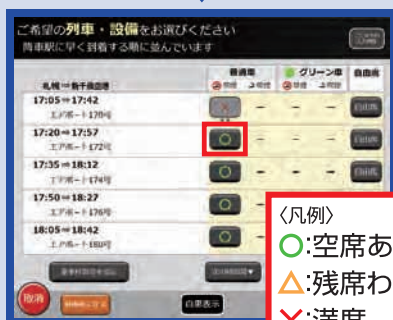 ご希望の列車・設備をお選びください
降車駅に早く到着する順に並んでいます
普通車 グリーン車 自由席
札幌⇒新千歳空港
17:05⇒17:42
エアポート170号
× - - - 自由席
17:20⇒17:57
エアポート172号
○ - - - 自由席
17:35⇒18:12
エアポート174号
○ - - - 自由席
17:50⇒18:27
エアポート176号
○ -
18:05⇒18:42
エアポート180号
○ -
取消
白黒表示
〈凡例〉
○:空席あ
△:残席わ
×:満席